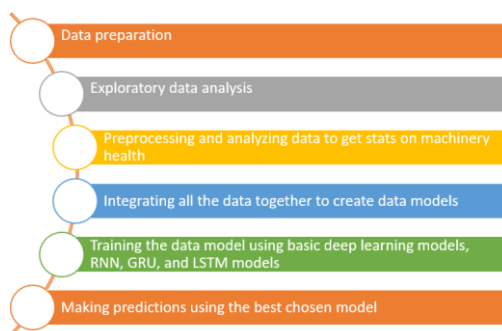 Data preparation
Exploratory data analysis
Preprocessing and analyzing data to get stats on machinery
health
Integrating all the data together to create data models
Training the data model using basic deep learning models,
RNN, GRU, and LSTM models
Making predictions using the best chosen model